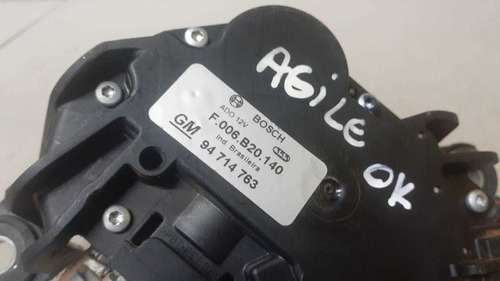 BOSCH
ADO 12V
F.006.B20.140
Ind. Brasileira
GM 94 714 763
AGiLE
OK